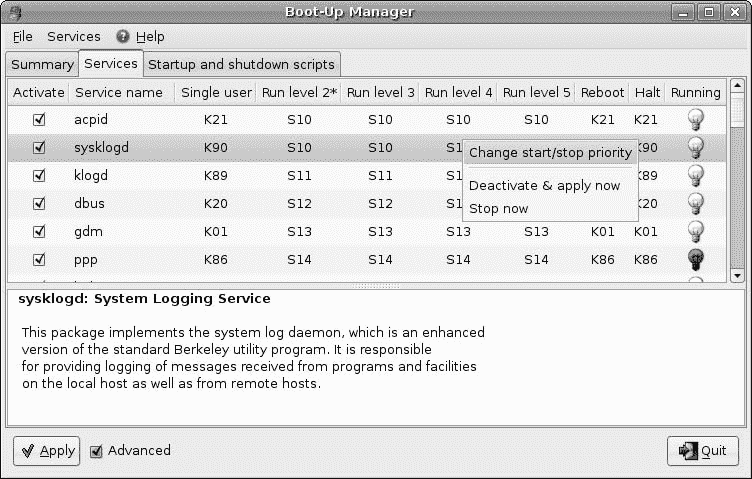 Boot-Up Manager
File Services Help
Summary Services Startup and shutdown scripts
Activate Service name Single user Run level 2* Run level 3 Run level 4 Run level 5 Reboot Halt Running
acpid K21 S10 S10 S10 S10 K21 K21
sysklogd K90 S10 S10 S1 K90
Change start/stop priority
klogd K89 S11 S11 S1 K89
Deactivate & apply now
dbus K20 S12 S12 S1 K20
Stop now
gdm K01 S13 S13 S13 S13 K01 K01
ppp K86 S14 S14 S14 S14 K86 K86
sysklogd: System Logging Service
This package implements the system log daemon, which is an enhanced
version of the standard Berkeley utility program. It is responsible
for providing logging of messages received from programs and facilities
on the local host as well as from remote hosts.
Apply Advanced Quit